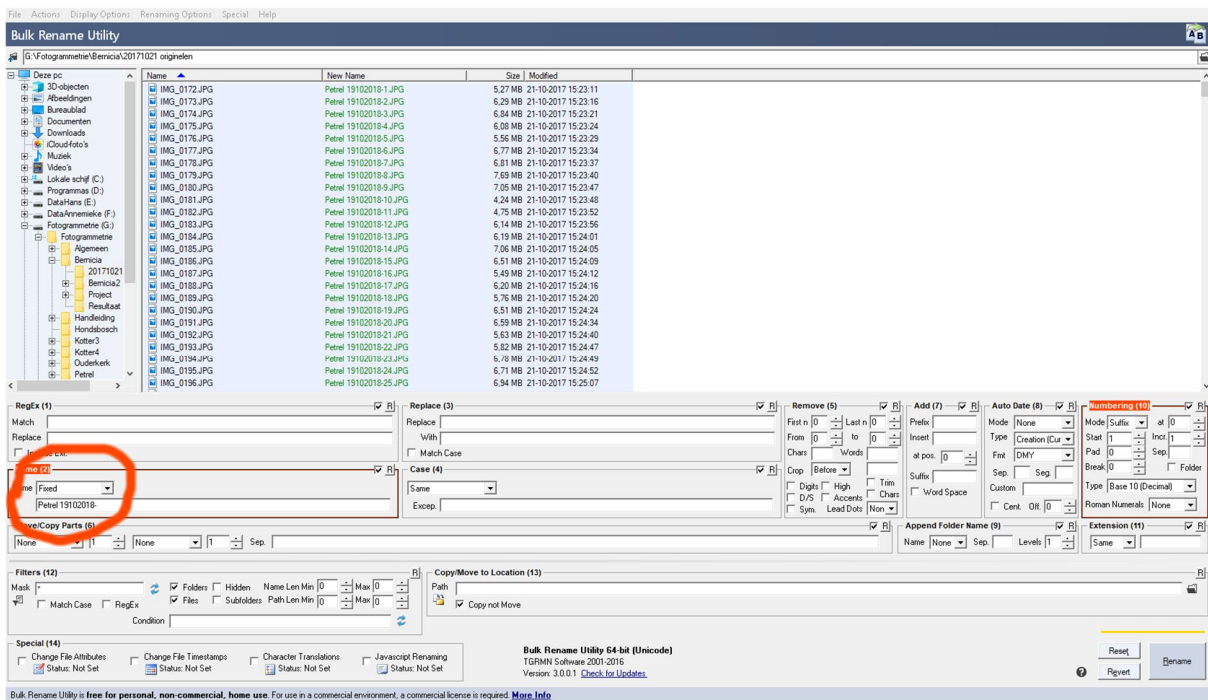 File Actions Display Options Renaming Options Special Help
Bulk Rename Utility
G:\Fotogrammetrie\Bernicia\20171021 originelen
Name New Name Size Modified
Deze pc
3D-objecten
Afbeeldingen
Bureaublad
Documenten
Downloads
iCloud-foto's
Muziek
Video's
Lokale schijf (C:)
Programmas (D:)
DataHans (E:)
DataAnnemieke (F:)
Fotogrammetrie (G:)
Fotogrammetrie
Algemeen
Bernicia
20171021
Bernicia2
Project
Resultaat
Handleiding
Hondsbosch
Kotter3
Kotter4
Ouderkerk
Petrel
IMG_0172.JPG Petrel 19102018-1.JPG 5,27 MB 21-10-2017 15:23:11
IMG_0173.JPG Petrel 19102018-2.JPG 6,29 MB 21-10-2017 15:23:16
IMG_0174.JPG Petrel 19102018-3.JPG 6,84 MB 21-10-2017 15:23:21
IMG_0175.JPG Petrel 19102018-4.JPG 6,08 MB 21-10-2017 15:23:24
IMG_0176.JPG Petrel 19102018-5.JPG 5,56 MB 21-10-2017 15:23:29
IMG_0177.JPG Petrel 19102018-6.JPG 6,77 MB 21-10-2017 15:23:34
IMG_0178.JPG Petrel 19102018-7.JPG 6,81 MB 21-10-2017 15:23:37
IMG_0179.JPG Petrel 19102018-8.JPG 7,69 MB 21-10-2017 15:23:40
IMG_0180.JPG Petrel 19102018-9.JPG 7,05 MB 21-10-2017 15:23:47
IMG_0181.JPG Petrel 19102018-10.JPG 4,24 MB 21-10-2017 15:23:48
IMG_0182.JPG Petrel 19102018-11.JPG 4,75 MB 21-10-2017 15:23:52
IMG_0183.JPG Petrel 19102018-12.JPG 6,14 MB 21-10-2017 15:23:56
IMG_0184.JPG Petrel 19102018-13.JPG 6,19 MB 21-10-2017 15:24:01
IMG_0185.JPG Petrel 19102018-14.JPG 7,06 MB 21-10-2017 15:24:05
IMG_0186.JPG Petrel 19102018-15.JPG 6,51 MB 21-10-2017 15:24:09
IMG_0187.JPG Petrel 19102018-16.JPG 5,49 MB 21-10-2017 15:24:12
IMG_0188.JPG Petrel 19102018-17.JPG 6,20 MB 21-10-2017 15:24:16
IMG_0189.JPG Petrel 19102018-18.JPG 5,76 MB 21-10-2017 15:24:20
IMG_0190.JPG Petrel 19102018-19.JPG 6,51 MB 21-10-2017 15:24:24
IMG_0191.JPG Petrel 19102018-20.JPG 6,59 MB 21-10-2017 15:24:34
IMG_0192.JPG Petrel 19102018-21.JPG 5,63 MB 21-10-2017 15:24:40
IMG_0193.JPG Petrel 19102018-22.JPG 5,82 MB 21-10-2017 15:24:47
IMG_0194.JPG Petrel 19102018-23.JPG 6,78 MB 21-10-2017 15:24:49
IMG_0195.JPG Petrel 19102018-24.JPG 6,71 MB 21-10-2017 15:24:52
IMG_0196.JPG Petrel 19102018-25.JPG 6,94 MB 21-10-2017 15:25:07
RegEx (1) R
Match
Replace
Ext.
Replace (3) R
Replace
With
Match Case
Remove (5) R
First n 0 Last n 0
From 0 to 0
Chars Words
Crop Before
Digits High Trim
D/S Accents Chars
Sym. Lead Dots Non
Add (7) R
Prefix
Insert
at pos. 0
Suffix
Word Space
Auto Date (8) R
Mode None
Type Creation (Cur
Fmt DMY
Sep. Seg.
Custom
Cent. Off. 0
Numbering (10) R
Mode Suffix at 0
Start 1 Incr. 1
Pad 0 Sep.
Break 0 Folder
Type Base 10 (Decimal)
Roman Numerals None
(2) R
Fixed
Petrel 19102018-
Case (4) R
Same
Excep.
Move/Copy Parts (6) R
None 1 None 1 Sep.
Append Folder Name (9) R
Name None Sep. Levels 1
Extension (11) R
Same
Filters (12) R
Mask *
Folders Hidden Name Len Min 0 Max 0
Files Subfolders Path Len Min 0 Max 0
Match Case RegEx
Condition
Copy/Move to Location (13) R
Path
Copy not Move
Special (14)
Change File Attributes Change File Timestamps Character Translations Javascript Renaming
Status: Not Set Status: Not Set Status: Not Set Status: Not Set
Bulk Rename Utility 64-bit (Unicode)
TGRMN Software 2001-2016
Version: 3.0.0.1 Check for Updates
Reset
Revert
Rename
Bulk Rename Utility is free for personal, non-commercial, home use. For use in a commercial environment, a commercial license is required. More Info